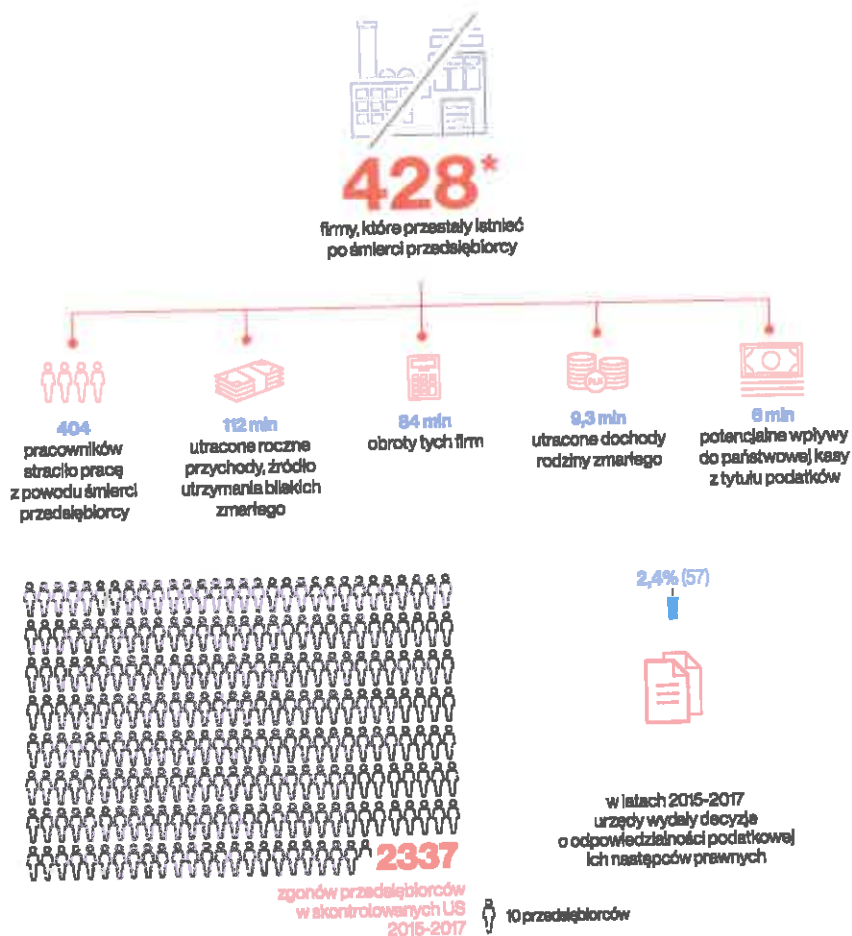 428*
firmy, które przestały istnieć
po śmierci przedsiębiorcy
404
pracowników
straciło pracę
z powodu śmierci
przedsiębiorcy
112 mln
utracone roczne
przychody, źródło
utrzymania bliskich
zmarłego
84 mln
obroty tych firm
PLN
9,3 mln
utracone dochody
rodziny zmarłego
6 mln
potencjalne wpływy
do państwowej kasy
z tytułu podatków
2337
zgonów przedsiębiorców
w skontrolowanych US
2015-2017
10 przedsiębiorców
2,4% (57)
w latach 2015-2017
urzędy wydały decyzje
o odpowiedzialności podatkowej
ich następców prawnych